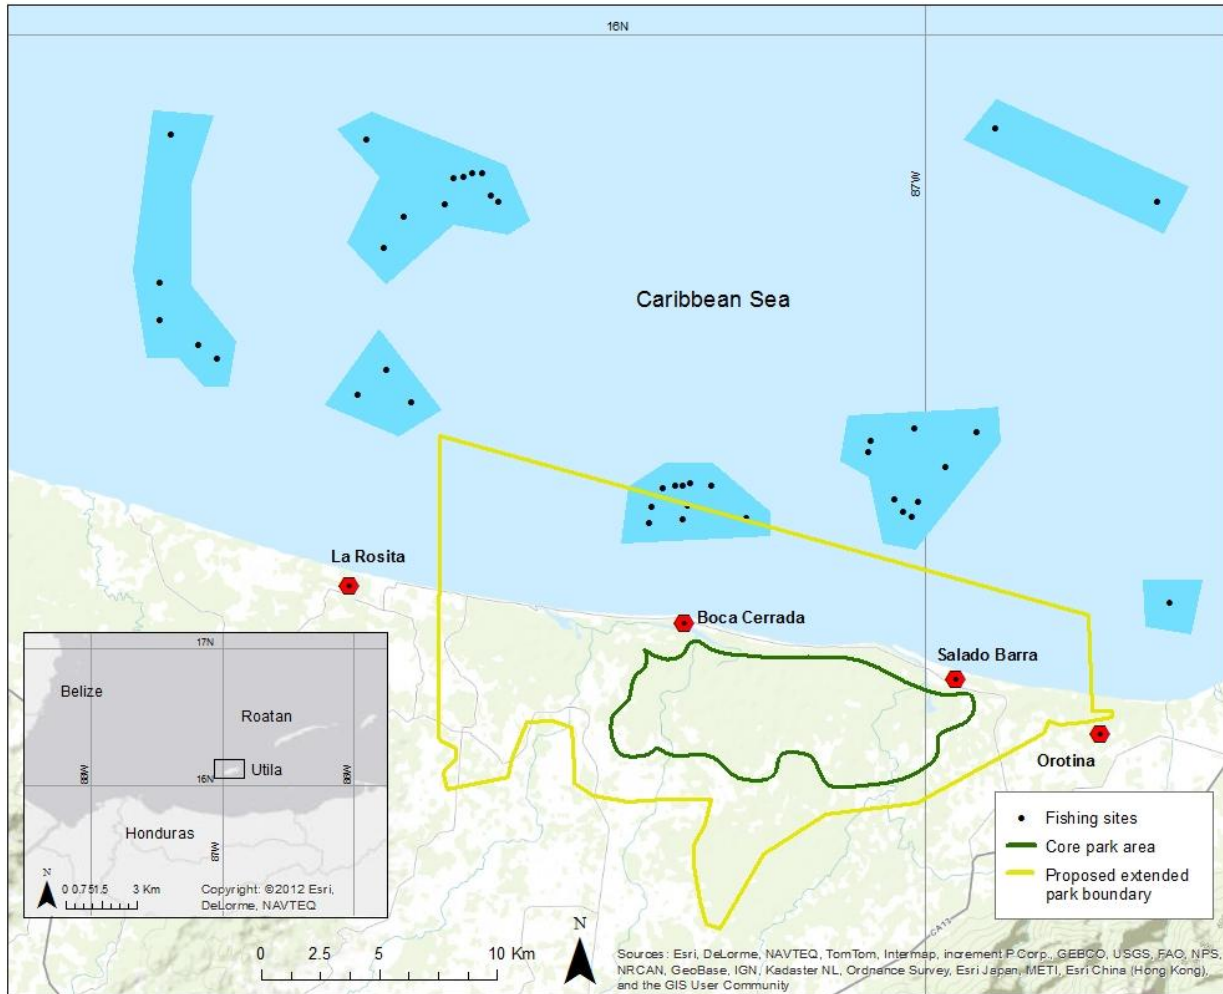 16N
87W
Caribbean Sea
La Rosita
Boca Cerrada
Salado Barra
Orotina
17N
Belize
Roatan
88W
86W
16N
Utila
Honduras
87W
N
0 0.75 1.5 3 Km
Copyright: ©2012 Esri,
DeLorme, NAVTEQ
Fishing sites
Core park area
Proposed extended
park boundary
CA13
0 2.5 5 10 Km
N
Sources: Esri, DeLorme, NAVTEQ, TomTom, Intermap, increment P Corp., GEBCO, USGS, FAO, NPS,
NRCAN, GeoBase, IGN, Kadaster NL, Ordnance Survey, Esri Japan, METI, Esri China (Hong Kong),
and the GIS User Community